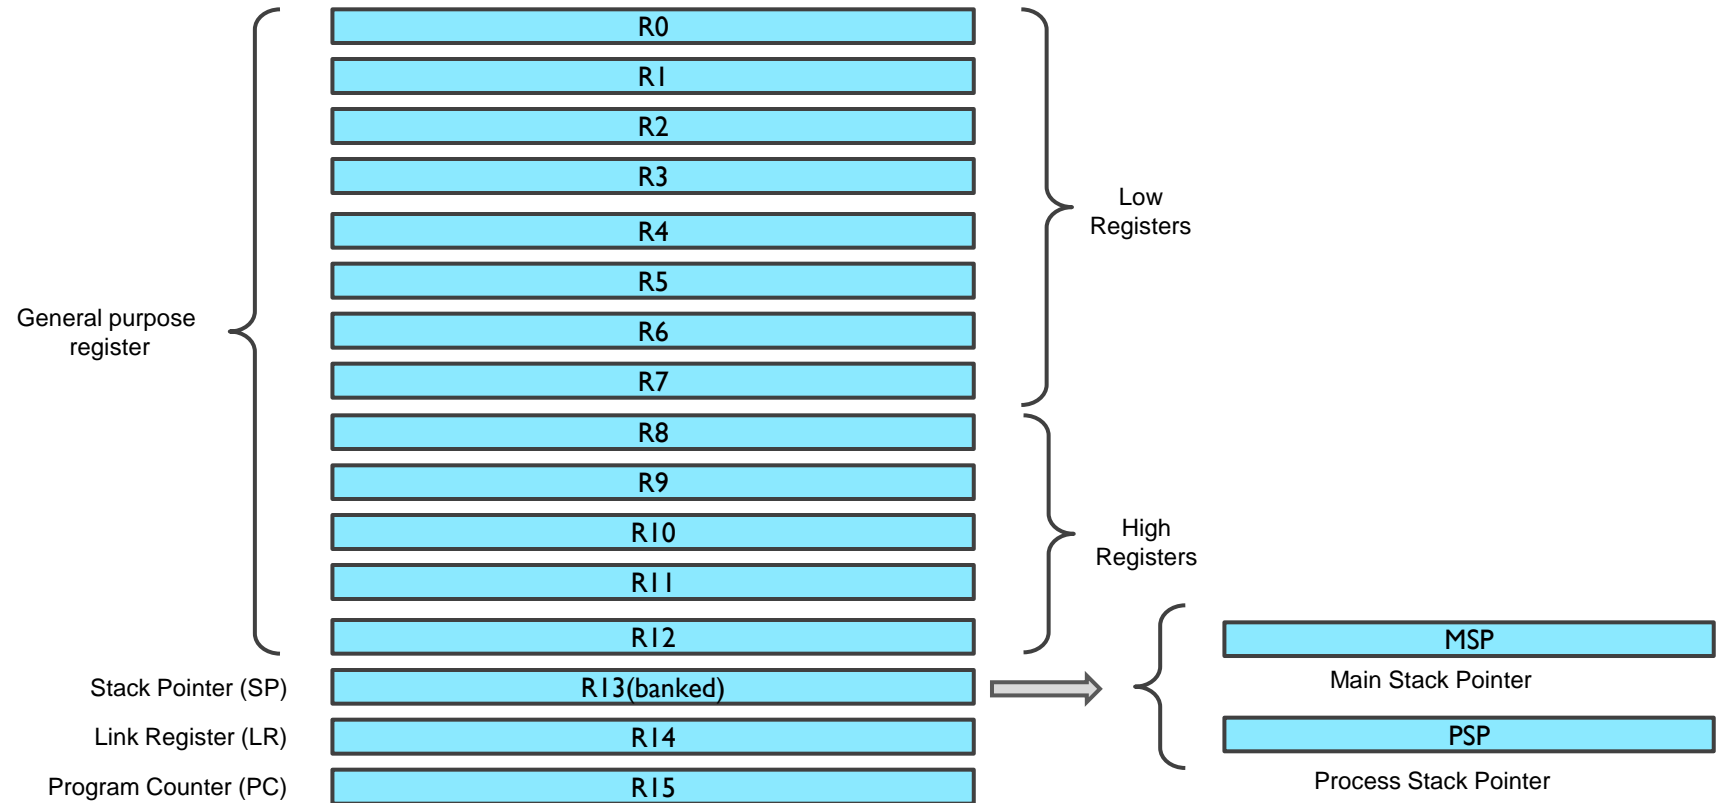 R0
R1
R2
R3
Low
Registers
R4
R5
General purpose
register
R6
R7
R8
R9
R10
High
Registers
R11
R12
MSP
Main Stack Pointer
Stack Pointer (SP)
R13(banked)
Link Register (LR)
R14
PSP
Process Stack Pointer
Program Counter (PC)
R15